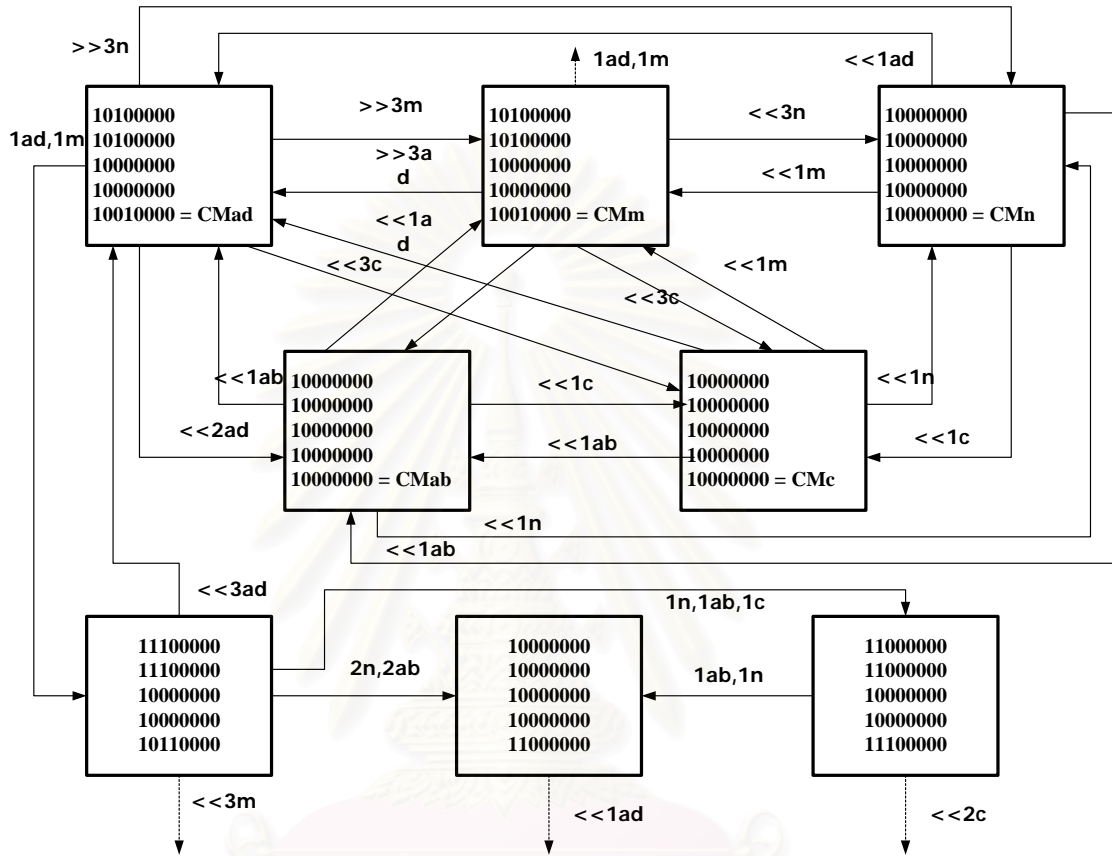 >>3n
<<1ad
1ad,1m
1ad,1m
10100000
10100000
10000000
10000000
10010000 = CMad
>>3m
>>3a
d
<<1a
d
<<3c
10100000
10100000
10000000
10000000
10010000 = CMm
<<3n
<<1m
<<1m
<<3c
10000000
10000000
10000000
10000000
10000000 = CMn
<<1ab
<<2ad
10000000
10000000
10000000
10000000
10000000 = CMab
<<1c
<<1ab
10000000
10000000
10000000
10000000
10000000 = CMc
<<1n
<<1c
<<1n
<<1ab
<<3ad
1n,1ab,1c
11100000
11100000
10000000
10000000
10110000
2n,2ab
10000000
10000000
10000000
10000000
11000000
1ab,1n
11000000
11000000
10000000
10000000
11100000
<<3m
<<1ad
<<2c